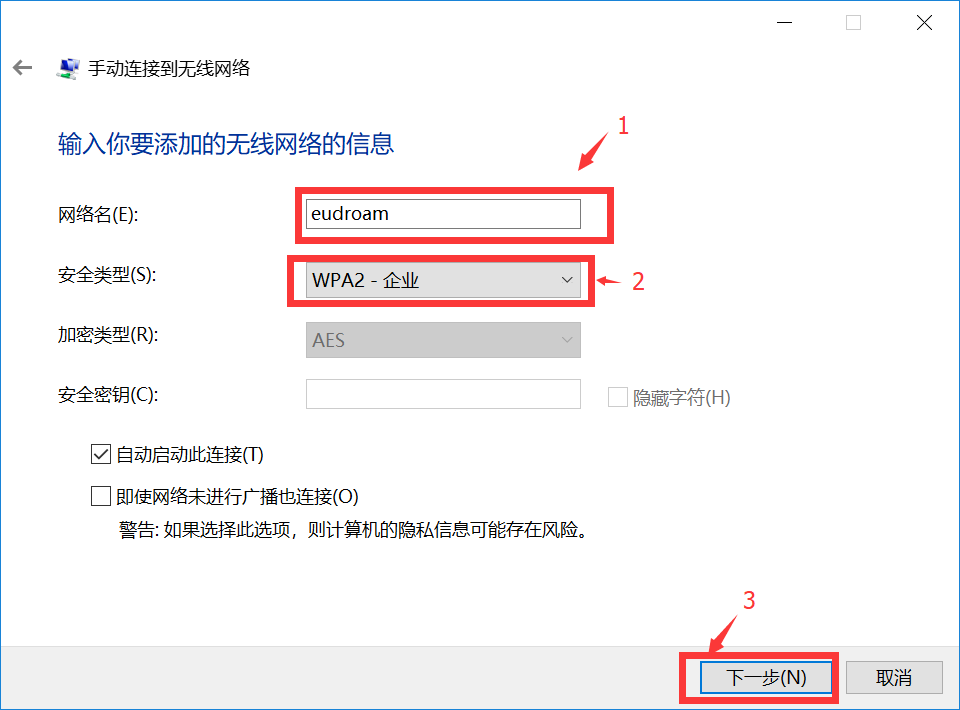 手动连接到无线网络
输入你要添加的无线网络的信息
1
网络名(E): eudroam
安全类型(S): WPA2 - 企业 2
加密类型(R): AES
安全密钥(C): 隐藏字符(H)
自动启动此连接(T)
即使网络未进行广播也连接(O)
警告: 如果选择此选项，则计算机的隐私信息可能存在风险。
3
下一步(N) 取消